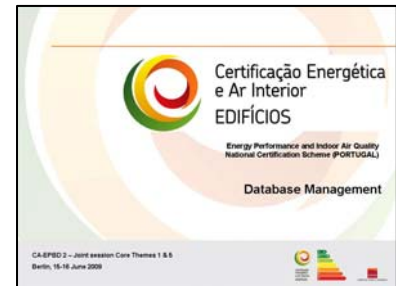 Certificação Energética
e Ar Interior
EDIFÍCIOS
Energy Performance and Indoor Air Quality
National Certification Scheme (PORTUGAL)
Database Management
CA-EPBD 2 – Joint session Core Themes 1 & 5
Berlin, 15-16 June 2009